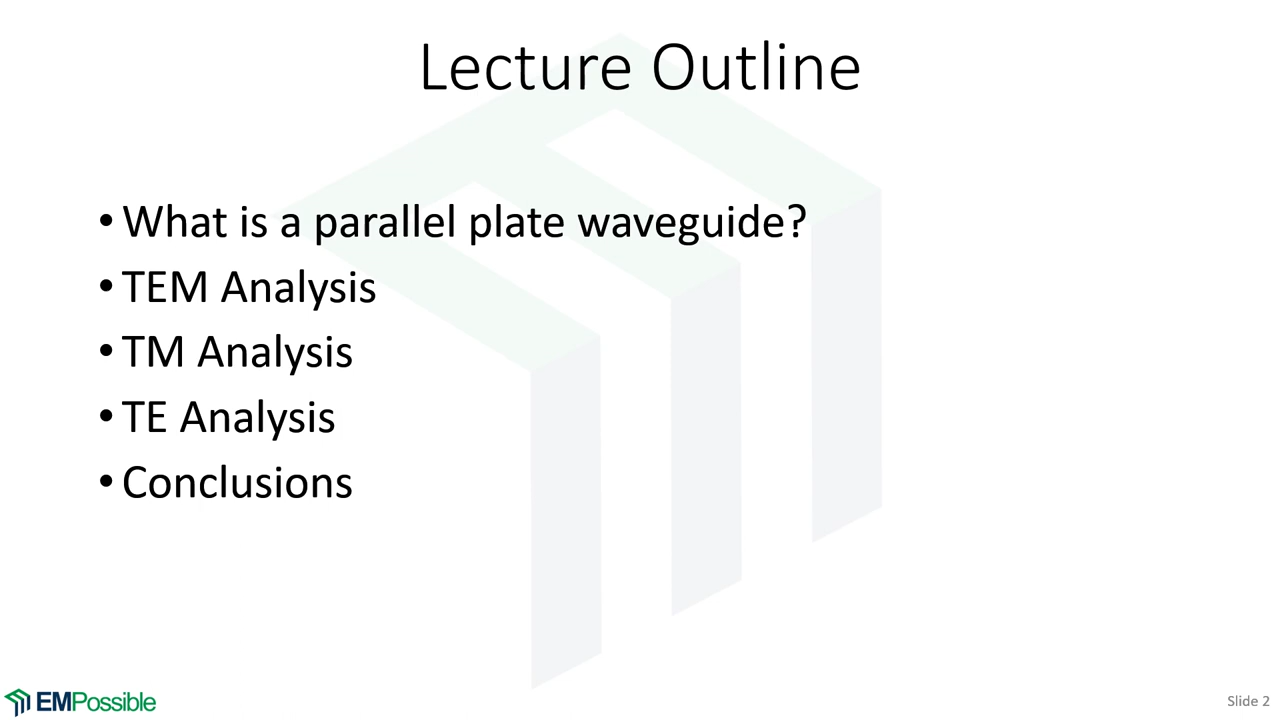 Lecture Outline
• What is a parallel plate waveguide?
• TEM Analysis
• TM Analysis
• TE Analysis
• Conclusions
EMPossible
Slide 2